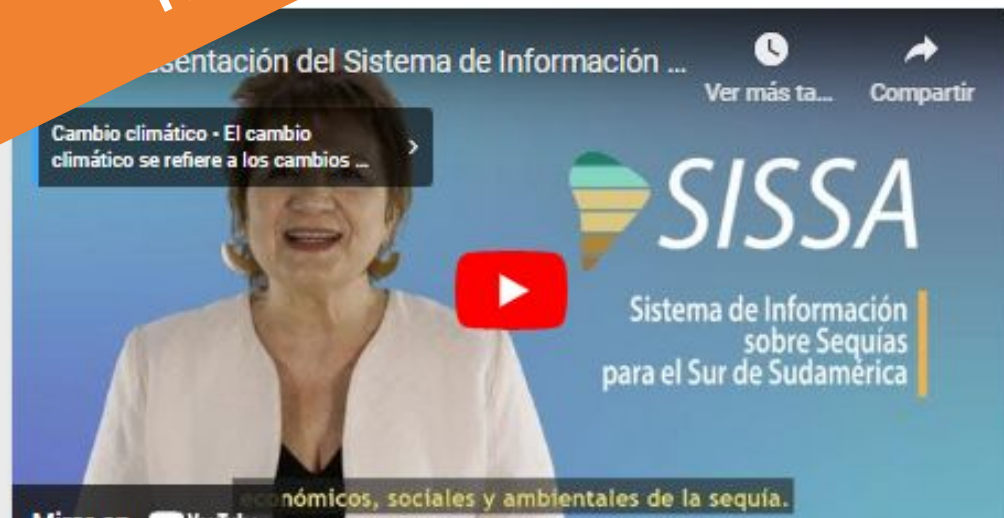 sentación del Sistema de Información ...
Ver más ta...
Compartir
Cambio climático - El cambio
climático se refiere a los cambios ...
SISSA
Sistema de Información
sobre Sequías
para el Sur de Sudamérica
económicos, sociales y ambientales de la sequía.